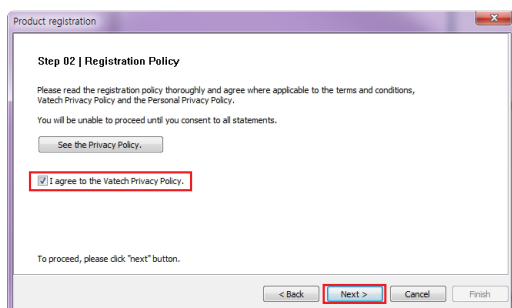 Product registration
Step 02 | Registration Policy
Please read the registration policy thoroughly and agree where applicable to the terms and conditions,
Vatech Privacy Policy and the Personal Privacy Policy.
You will be unable to proceed until you consent to all statements.
See the Privacy Policy.
I agree to the Vatech Privacy Policy.
To proceed, please click "next" button.
< Back Next > Cancel Finish